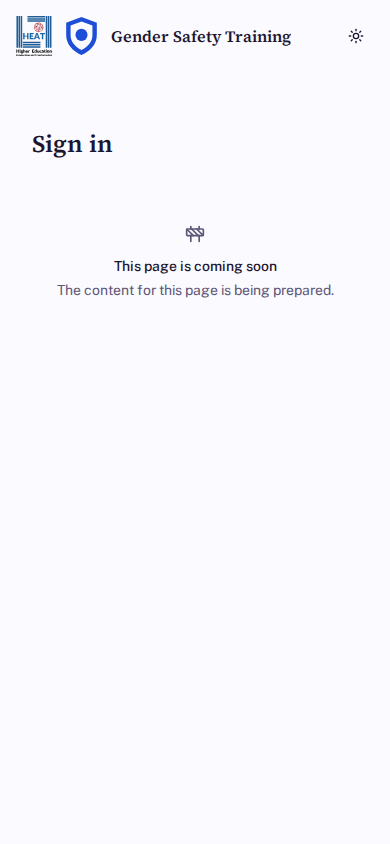 HEAT
Higher Education
Gender Safety Training
Sign in
This page is coming soon
The content for this page is being prepared.